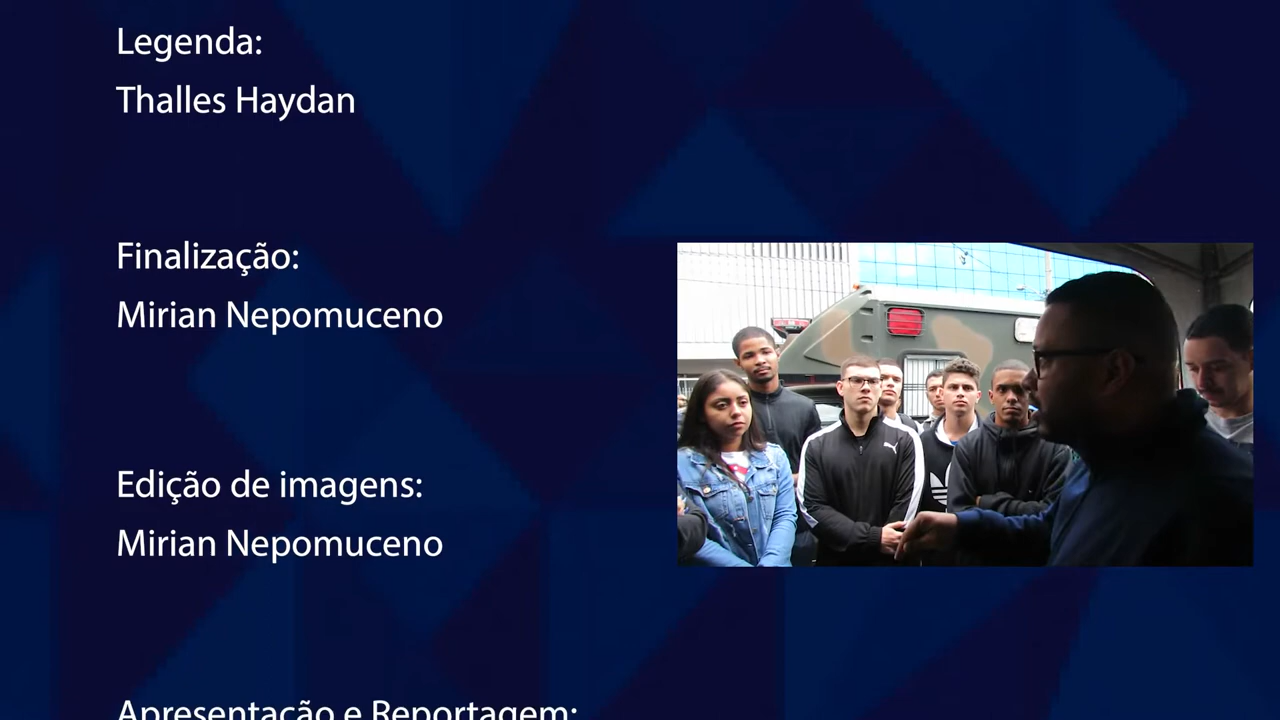 Legenda:
Thalles Haydan
Finalização:
Mirian Nepomuceno
Edição de imagens:
Mirian Nepomuceno
Apresentação e Reportagem: